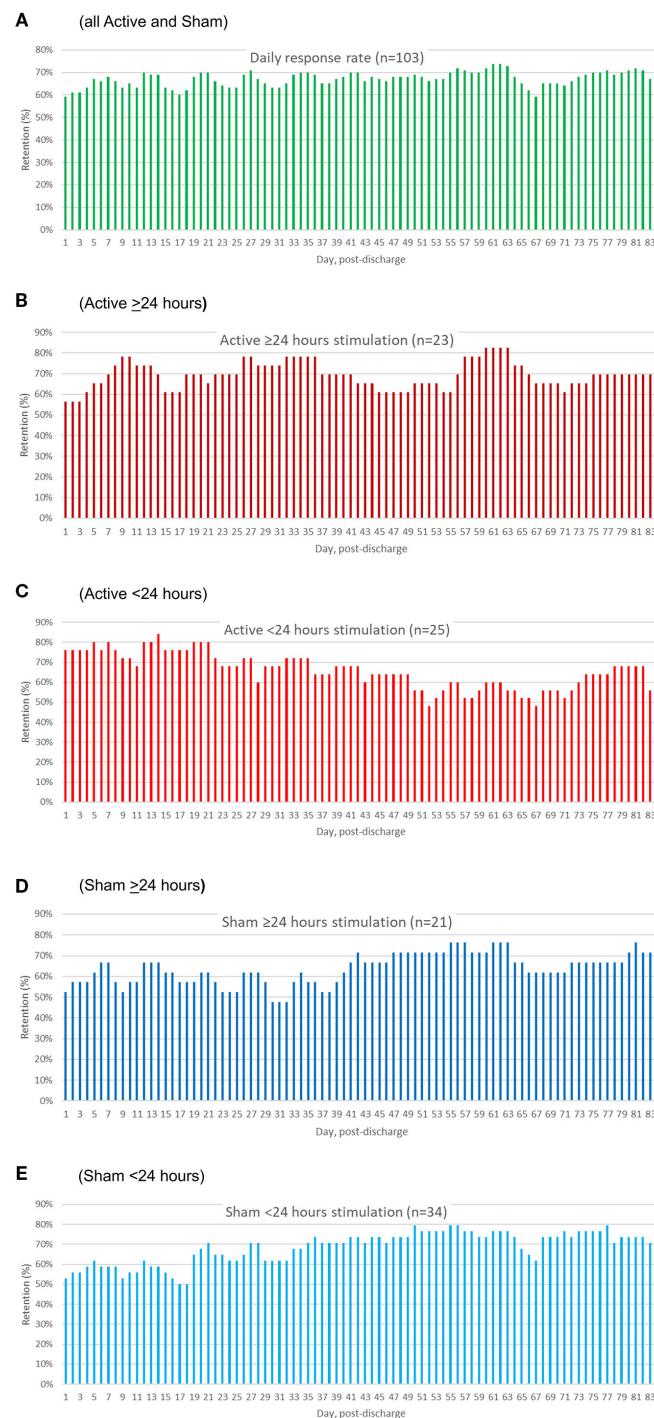 A (all Active and Sham)
Daily response rate (n=103)
Retention (%)
80%
70%
60%
50%
40%
30%
20%
10%
0%
1 3 5 7 9 11 13 15 17 19 21 23 25 27 29 31 33 35 37 39 41 43 45 47 49 51 53 55 57 59 61 63 65 67 69 71 73 75 77 79 81 83
Day, post-discharge
B (Active ≥24 hours)
Active ≥24 hours stimulation (n=23)
Retention (%)
90%
80%
70%
60%
50%
40%
30%
20%
10%
0%
1 3 5 7 9 11 13 15 17 19 21 23 25 27 29 31 33 35 37 39 41 43 45 47 49 51 53 55 57 59 61 63 65 67 69 71 73 75 77 79 81 83
Day, post-discharge
C (Active <24 hours)
Active <24 hours stimulation (n=25)
Retention (%)
90%
80%
70%
60%
50%
40%
30%
20%
10%
0%
1 3 5 7 9 11 13 15 17 19 21 23 25 27 29 31 33 35 37 39 41 43 45 47 49 51 53 55 57 59 61 63 65 67 69 71 73 75 77 79 81 83
Day, post-discharge
D (Sham ≥24 hours)
Sham ≥24 hours stimulation (n=21)
Retention (%)
90%
80%
70%
60%
50%
40%
30%
20%
10%
0%
1 3 5 7 9 11 13 15 17 19 21 23 25 27 29 31 33 35 37 39 41 43 45 47 49 51 53 55 57 59 61 63 65 67 69 71 73 75 77 79 81 83
Day, post-discharge
E (Sham <24 hours)
Sham <24 hours stimulation (n=34)
Retention (%)
90%
80%
70%
60%
50%
40%
30%
20%
10%
0%
1 3 5 7 9 11 13 15 17 19 21 23 25 27 29 31 33 35 37 39 41 43 45 47 49 51 53 55 57 59 61 63 65 67 69 71 73 75 77 79 81 83
Day, post-discharge